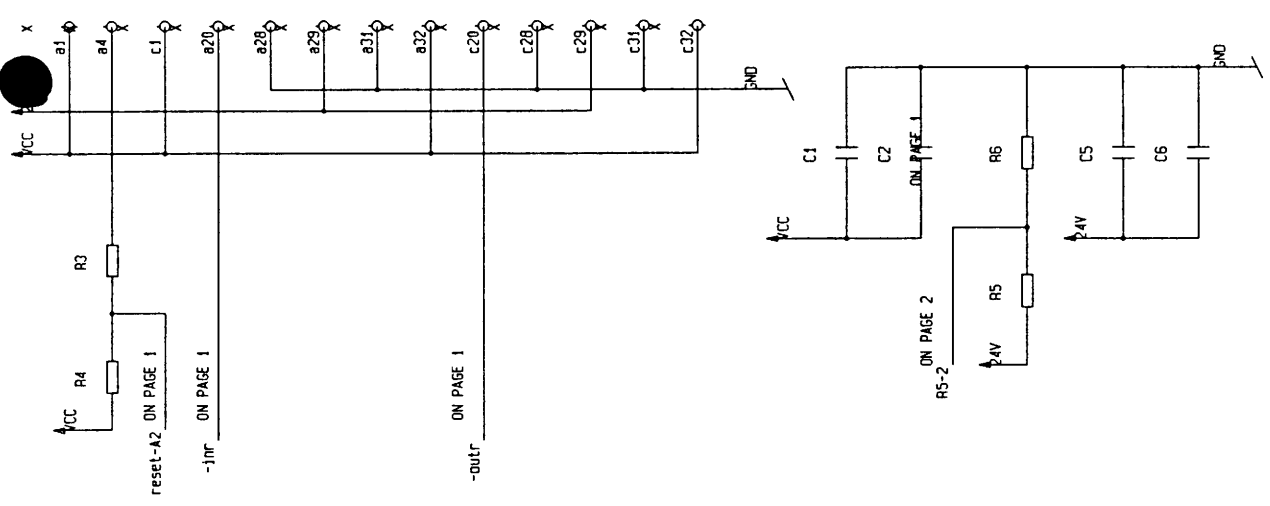 X
X X X X X X X X X X X X X
a1
a4
c1
a20
a28
a29
a31
a32
c20
c28
c29
c31
c32
GND
VCC
R3
R4
VCC
ON PAGE 1
reset-A2
ON PAGE 1
-inr
ON PAGE 1
-outr
GND
C1
C2
ON PAGE 1
R6
C5
C6
VCC
24V
R5
ON PAGE 2
R5-2
24V